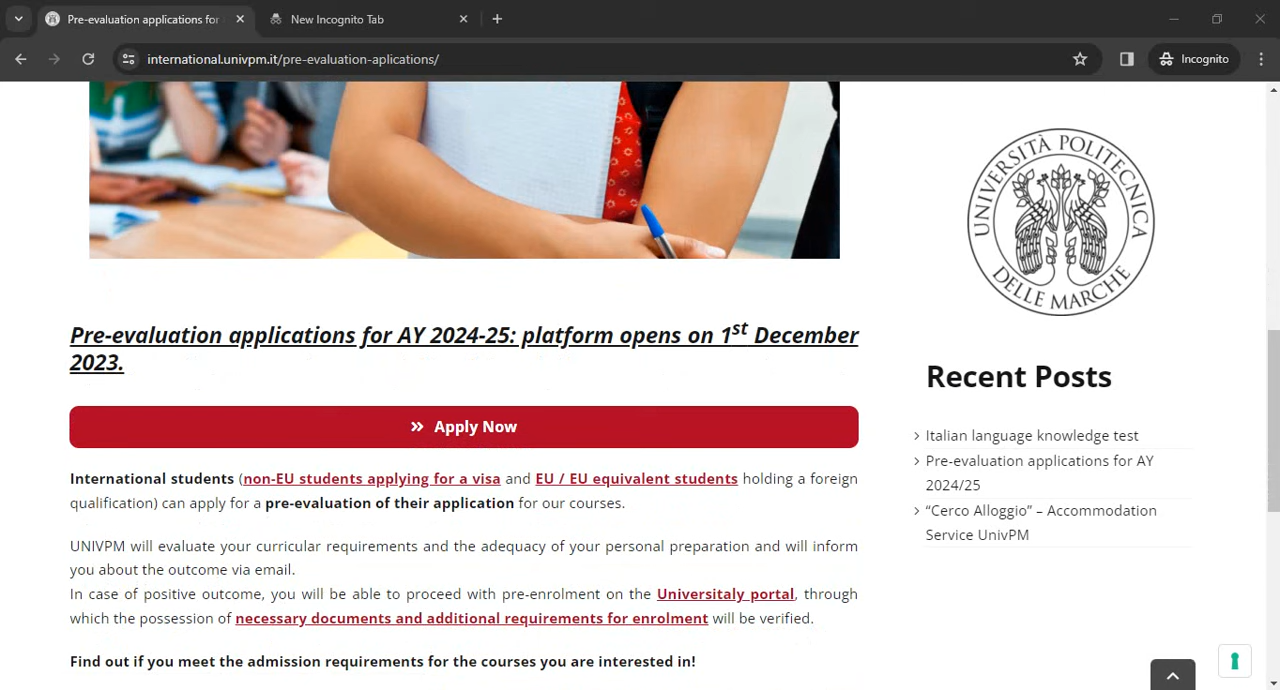 Pre-evaluation applications for
New Incognito Tab
international.univpm.it/pre-evaluation-aplications/
Incognito
UNIVERSITÀ POLITECNICA
DELLE MARCHE
Pre-evaluation applications for AY 2024-25: platform opens on 1st December
2023.
Apply Now
International students (non-EU students applying for a visa and EU / EU equivalent students holding a foreign
qualification) can apply for a pre-evaluation of their application for our courses.
UNIVPM will evaluate your curricular requirements and the adequacy of your personal preparation and will inform
you about the outcome via email.
In case of positive outcome, you will be able to proceed with pre-enrolment on the Universitaly portal, through
which the possession of necessary documents and additional requirements for enrolment will be verified.
Find out if you meet the admission requirements for the courses you are interested in!
Recent Posts
Italian language knowledge test
Pre-evaluation applications for AY
2024/25
“Cerco Alloggio” – Accommodation
Service UnivPM